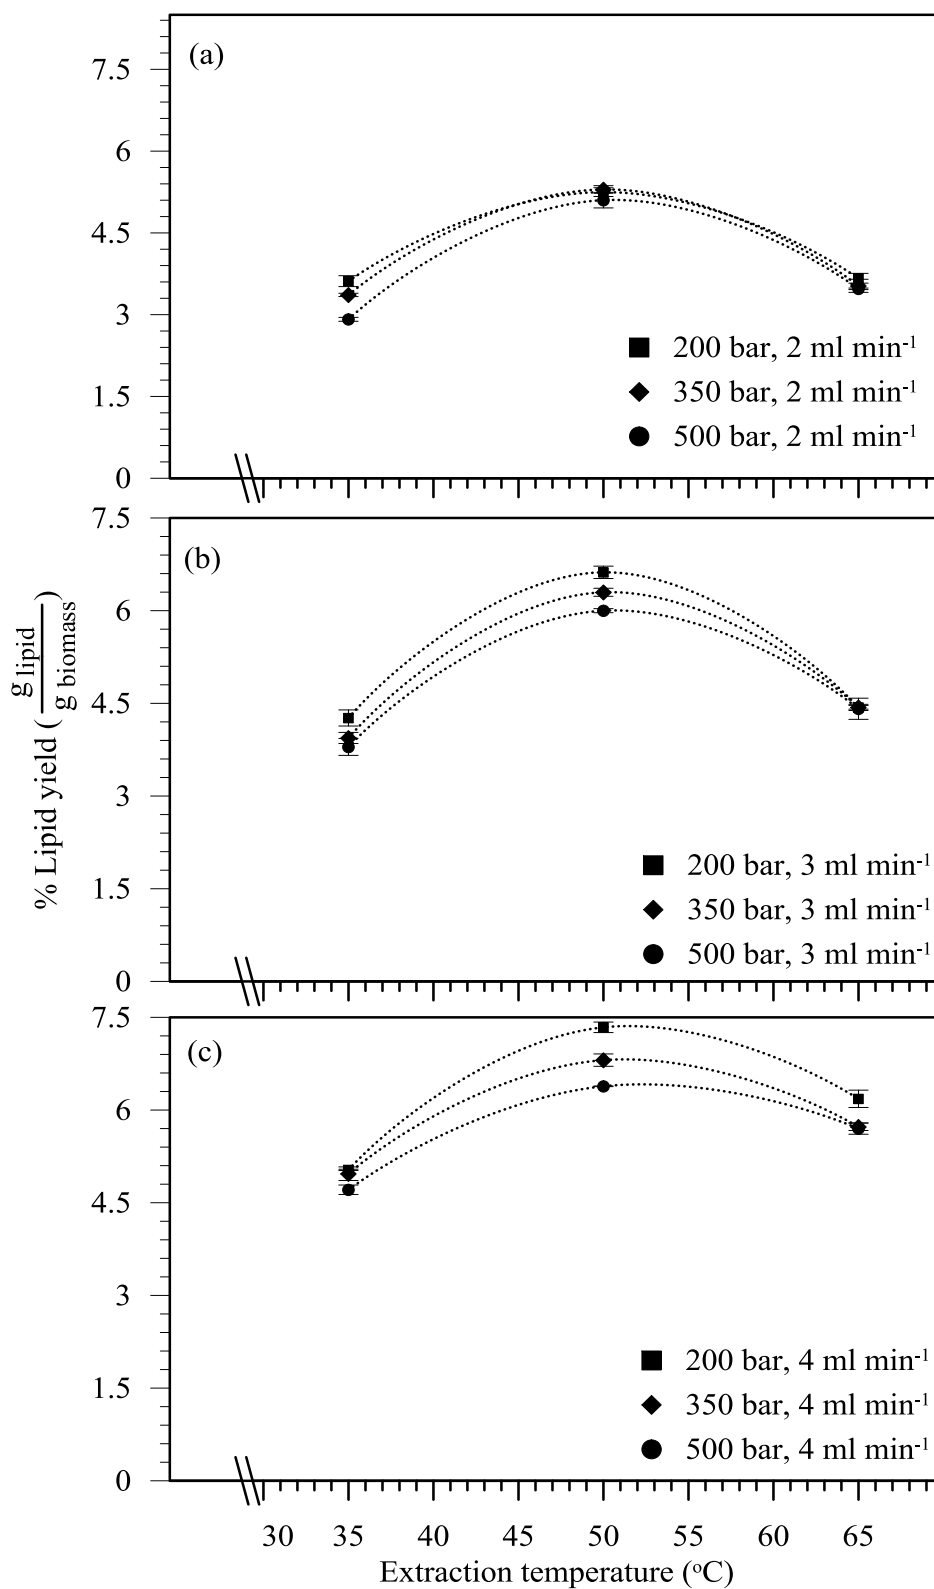 (a)
7.5
6
4.5
3
1.5
0
200 bar, 2 ml min⁻¹
350 bar, 2 ml min⁻¹
500 bar, 2 ml min⁻¹
(b)
7.5
6
4.5
3
1.5
0
200 bar, 3 ml min⁻¹
350 bar, 3 ml min⁻¹
500 bar, 3 ml min⁻¹
% Lipid yield (g lipid / g biomass)
(c)
7.5
6
4.5
3
1.5
0
200 bar, 4 ml min⁻¹
350 bar, 4 ml min⁻¹
500 bar, 4 ml min⁻¹
30 35 40 45 50 55 60 65
Extraction temperature (°C)